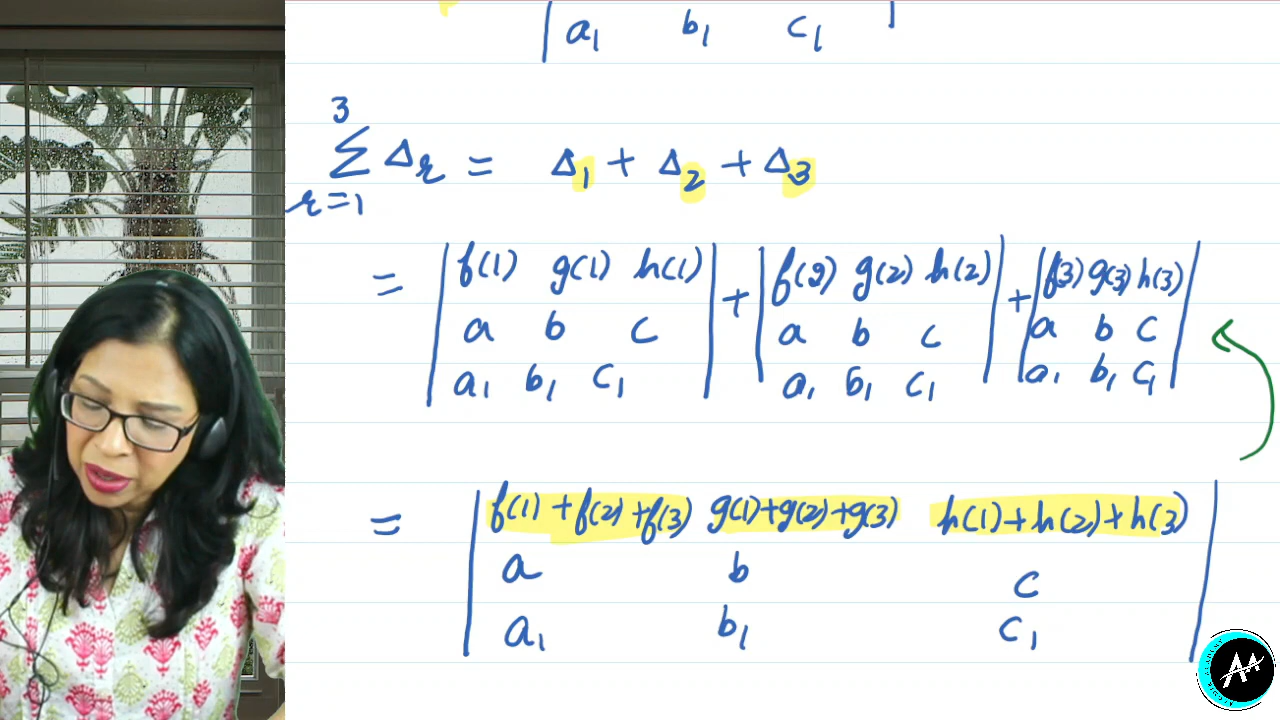 a₁ b₁ c₁
3
Σ Δr = Δ₁ + Δ₂ + Δ₃
r=1
= | f(1) g(1) h(1) | + | f(2) g(2) h(2) | + | f(3) g(3) h(3) |
a b c a b c a b c
a₁ b₁ c₁ a₁ b₁ c₁ a₁ b₁ c₁
= | f(1)+f(2)+f(3) g(1)+g(2)+g(3) h(1)+h(2)+h(3) |
a b c
a₁ b₁ c₁